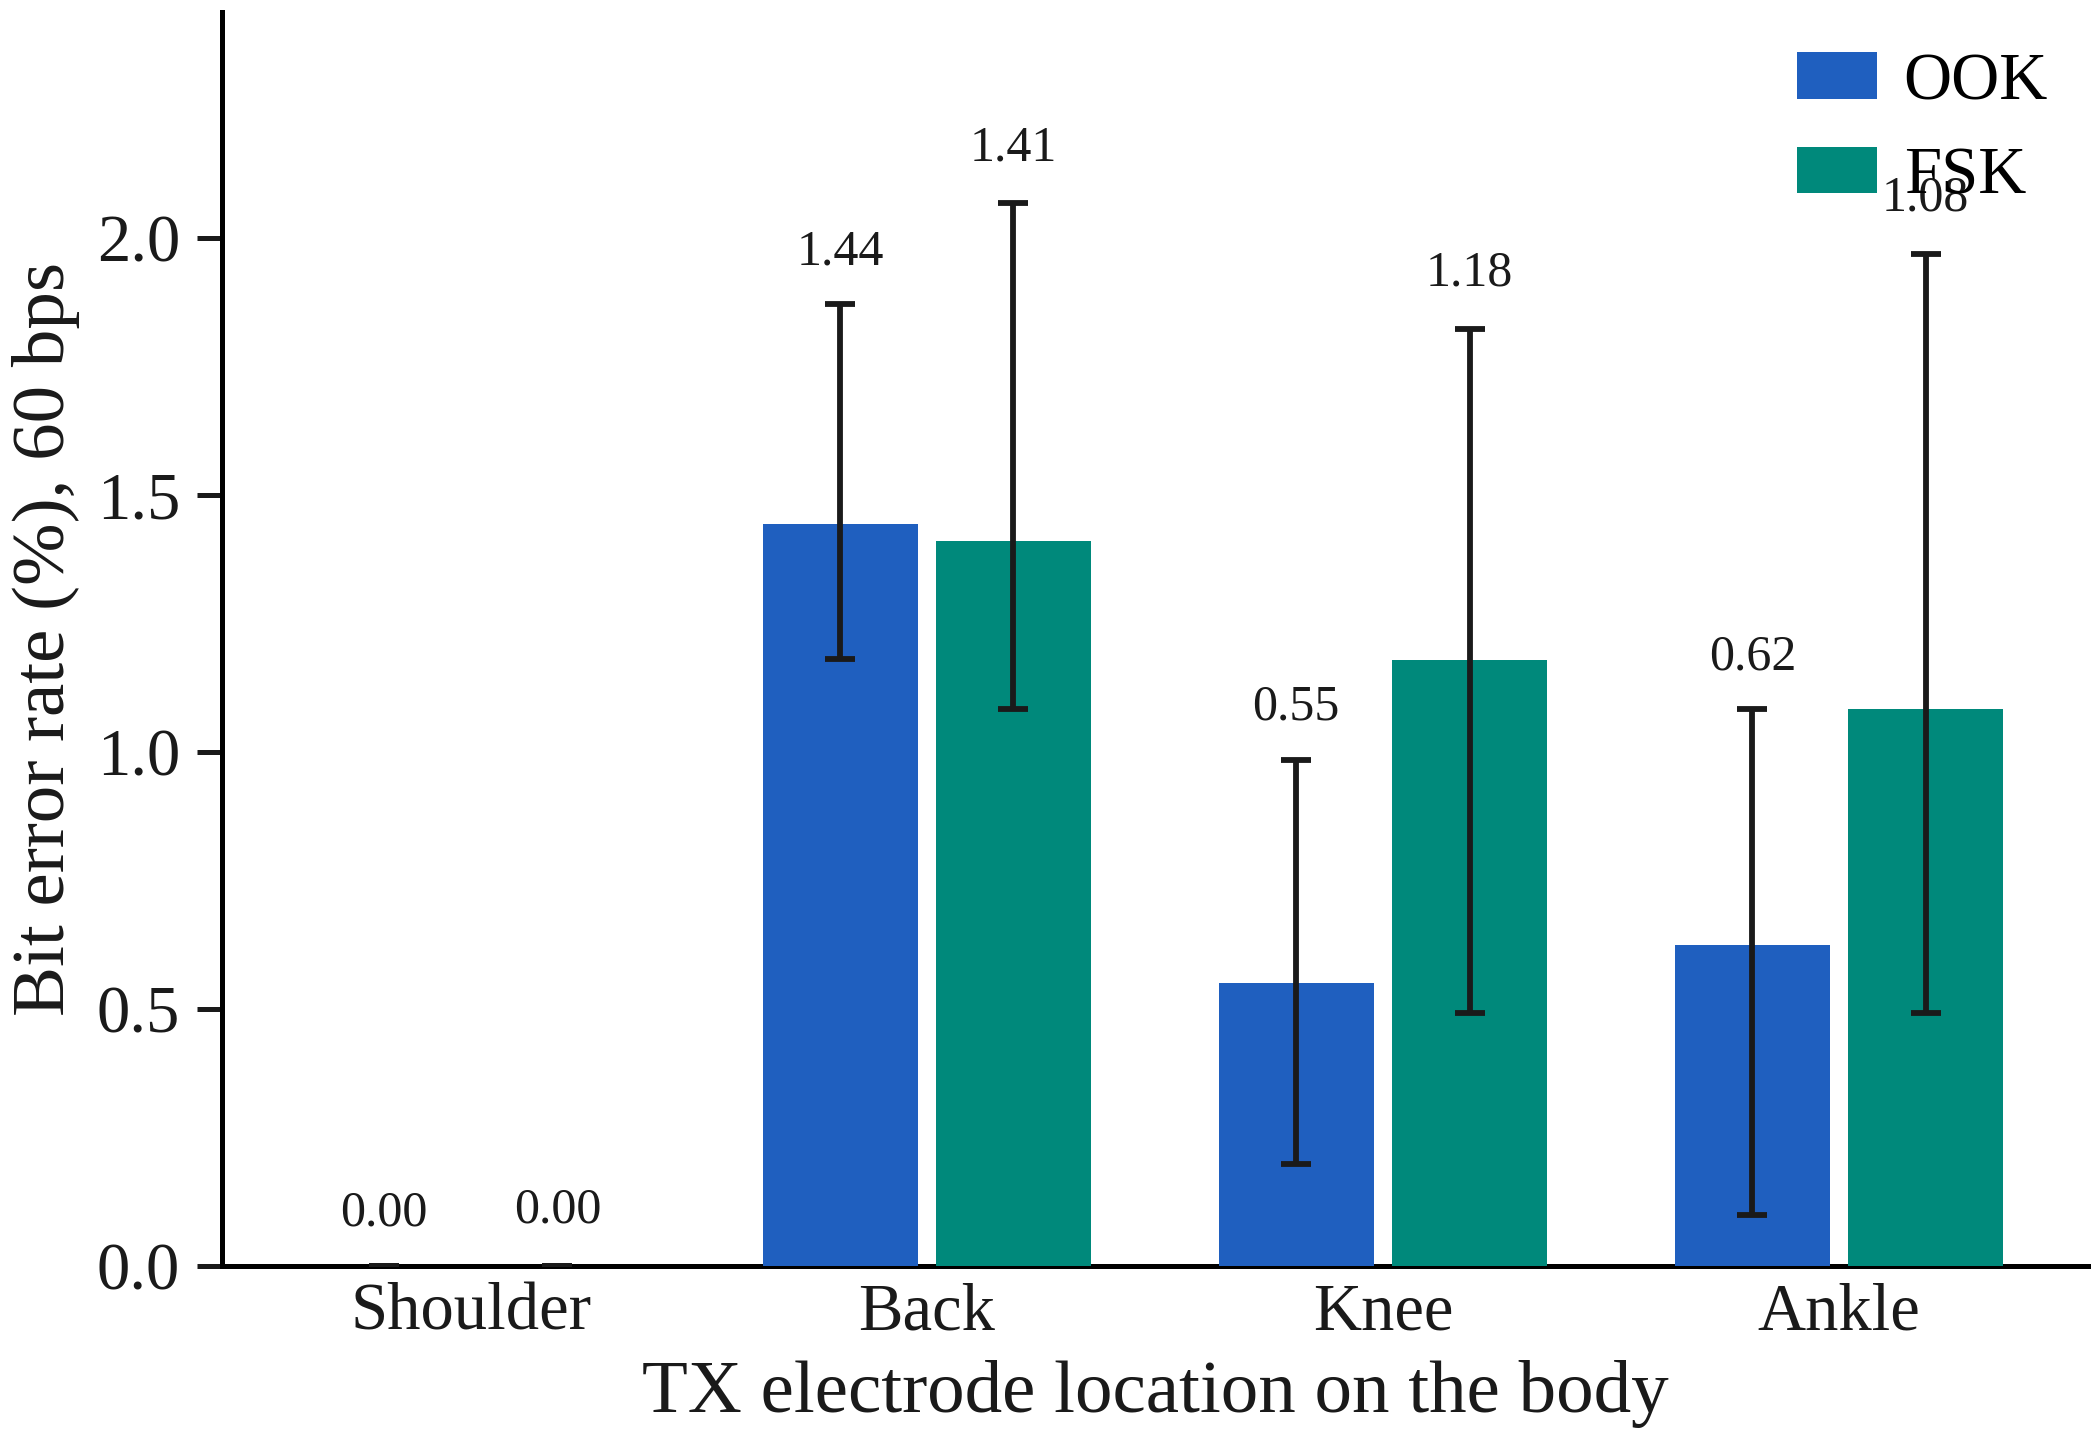 OOK
FSK
1.41
1.08
1.44
1.18
2.0
1.5
1.0
0.5
0.0
0.62
0.55
0.00
0.00
Bit error rate (%), 60 bps
Shoulder
Back
Knee
Ankle
TX electrode location on the body